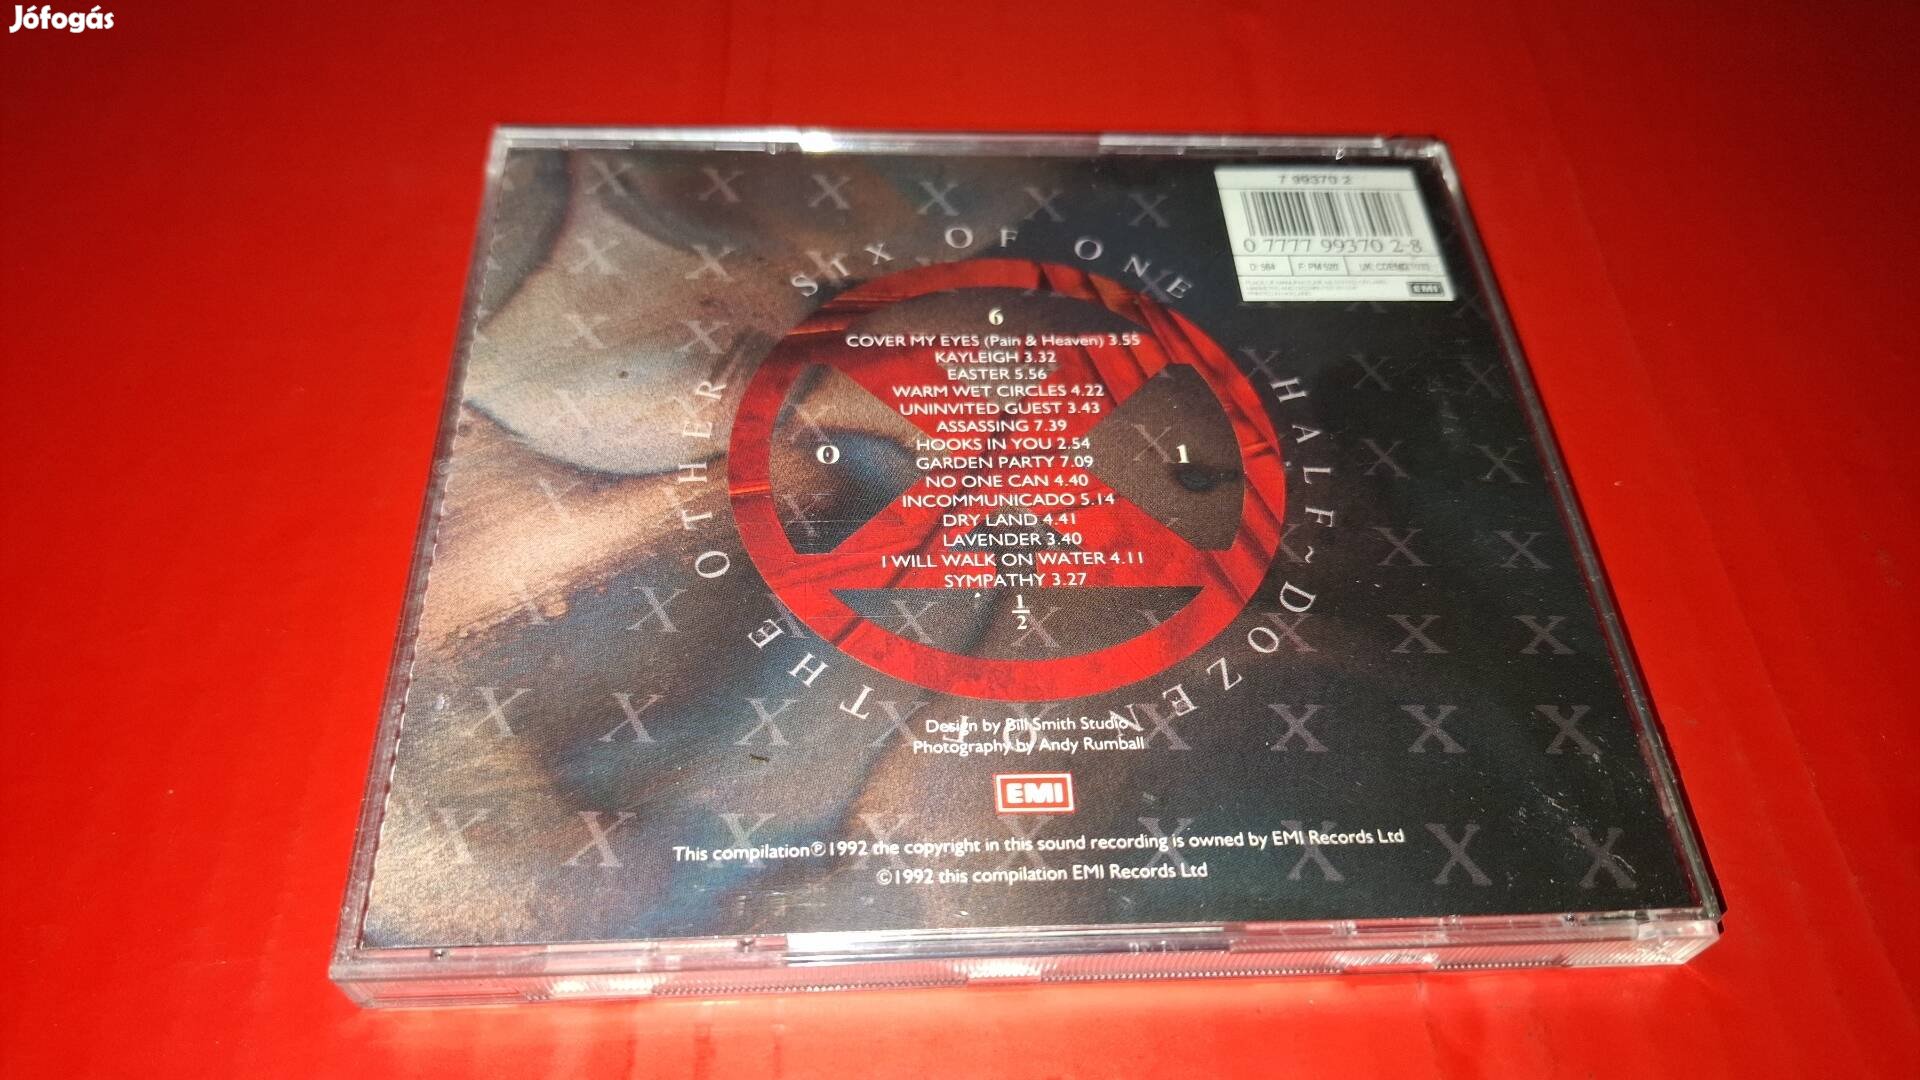 Jófogás
7 99370 2
0 7777 99370 2-8
EMI
SIX OF ONE
HALF~DOZEN OF
THE OTHER
6
COVER MY EYES (Pain & Heaven) 3.55
KAYLEIGH 3.32
EASTER 5.56
WARM WET CIRCLES 4.22
UNINVITED GUEST 3.43
ASSASSING 7.39
HOOKS IN YOU 2.54
0
1
GARDEN PARTY 7.09
NO ONE CAN 4.40
INCOMMUNICADO 5.14
DRY LAND 4.41
LAVENDER 3.40
I WILL WALK ON WATER 4.11
SYMPATHY 3.27
1
2
Design by Bill Smith Studio
Photography by Andy Rumball
EMI
This compilation ℗ 1992 the copyright in this sound recording is owned by EMI Records Ltd
© 1992 this compilation EMI Records Ltd